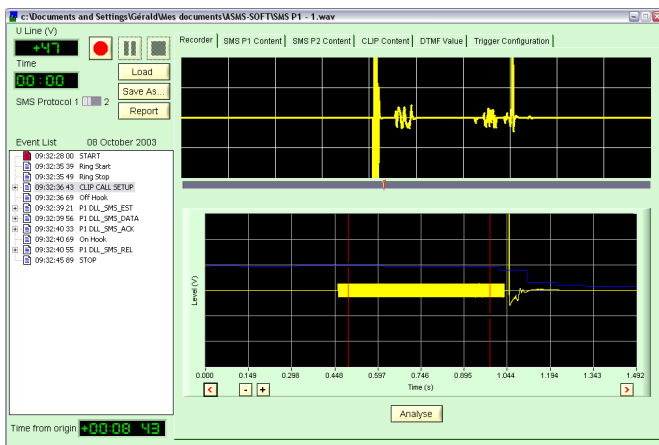 c:\Documents and Settings\Gérald\Mes documents\ASMS-SOFT\SMS P1 - 1.wav
U Line (V)
+47
Time
00:00
Load
Save As...
SMS Protocol 1 2
Report
Recorder SMS P1 Content SMS P2 Content CLIP Content DTMF Value Trigger Configuration
Event List 08 October 2003
09:32:28 00 START
09:32:35 39 Ring Start
09:32:35 49 Ring Stop
09:32:36 43 CLIP CALL SETUP
09:32:36 69 Off Hook
09:32:39 21 P1 DLL_SMS_EST
09:32:39 56 P1 DLL_SMS_DATA
09:32:40 33 P1 DLL_SMS_ACK
09:32:40 69 On Hook
09:32:40 55 P1 DLL_SMS_REL
09:32:45 89 STOP
Level (V)
0.000 0.149 0.298 0.448 0.597 0.746 0.895 1.044 1.194 1.343 1.492
Time (s)
< - + >
Analyse
Time from origin +00:08 43